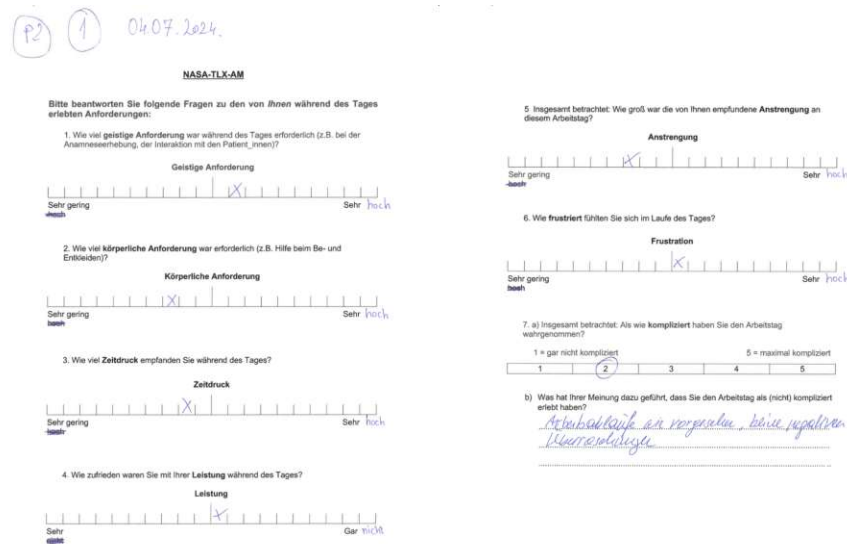 P2 1 04.07.2024.
NASA-TLX-AM
Bitte beantworten Sie folgende Fragen zu den von Ihnen während des Tages
erlebten Anforderungen:
1. Wie viel geistige Anforderung war während des Tages erforderlich (z.B. bei der
Anamneseerhebung, der Interaktion mit den Patient_innen)?
Geistige Anforderung
X
Sehr gering Sehr hoch
hoch
2. Wie viel körperliche Anforderung war erforderlich (z.B. Hilfe beim Be- und
Entkleiden)?
Körperliche Anforderung
X
Sehr gering Sehr hoch
hoch
3. Wie viel Zeitdruck empfanden Sie während des Tages?
Zeitdruck
X
Sehr gering Sehr hoch
hoch
4. Wie zufrieden waren Sie mit Ihrer Leistung während des Tages?
Leistung
X
Sehr Gar nicht
nicht
5. Insgesamt betrachtet: Wie groß war die von Ihnen empfundene Anstrengung an
diesem Arbeitstag?
Anstrengung
X
Sehr gering Sehr hoch
hoch
6. Wie frustriert fühlten Sie sich im Laufe des Tages?
Frustration
X
Sehr gering Sehr hoch
hoch
7. a) Insgesamt betrachtet: Als wie kompliziert haben Sie den Arbeitstag
wahrgenommen?
1 = gar nicht kompliziert 5 = maximal kompliziert
1 2 3 4 5
b) Was hat Ihrer Meinung dazu geführt, dass Sie den Arbeitstag als (nicht) kompliziert
erlebt haben?
Arbeitsabläufe wie vorgesehen, keine negativen
Überraschungen